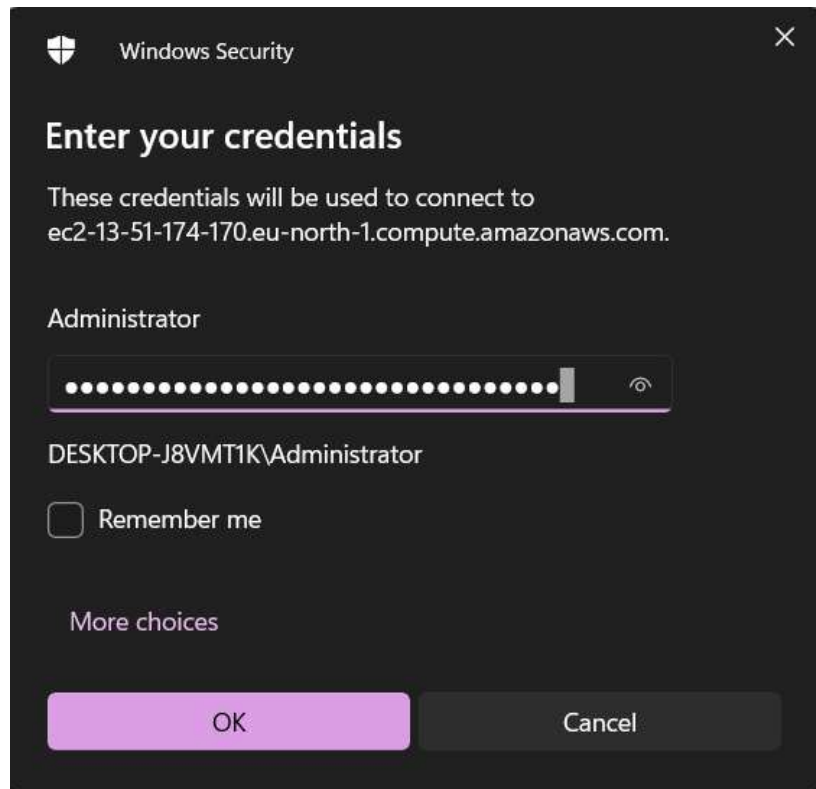 Windows Security
Enter your credentials
These credentials will be used to connect to
ec2-13-51-174-170.eu-north-1.compute.amazonaws.com.
Administrator
●●●●●●●●●●●●●●●●●●●●●●●●●●●●●●●●
DESKTOP-J8VMT1K\Administrator
Remember me
More choices
OK
Cancel